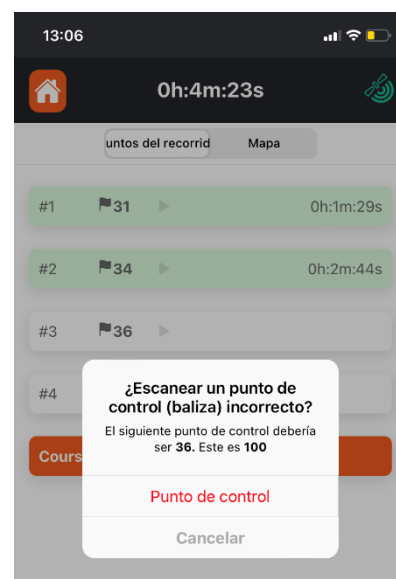 13:06
0h:4m:23s
untos del recorrid Mapa
#1 31 0h:1m:29s
#2 34 0h:2m:44s
#3 36
#4
¿Escanear un punto de
control (baliza) incorrecto?
El siguiente punto de control debería
ser 36. Este es 100
Cours
Punto de control
Cancelar